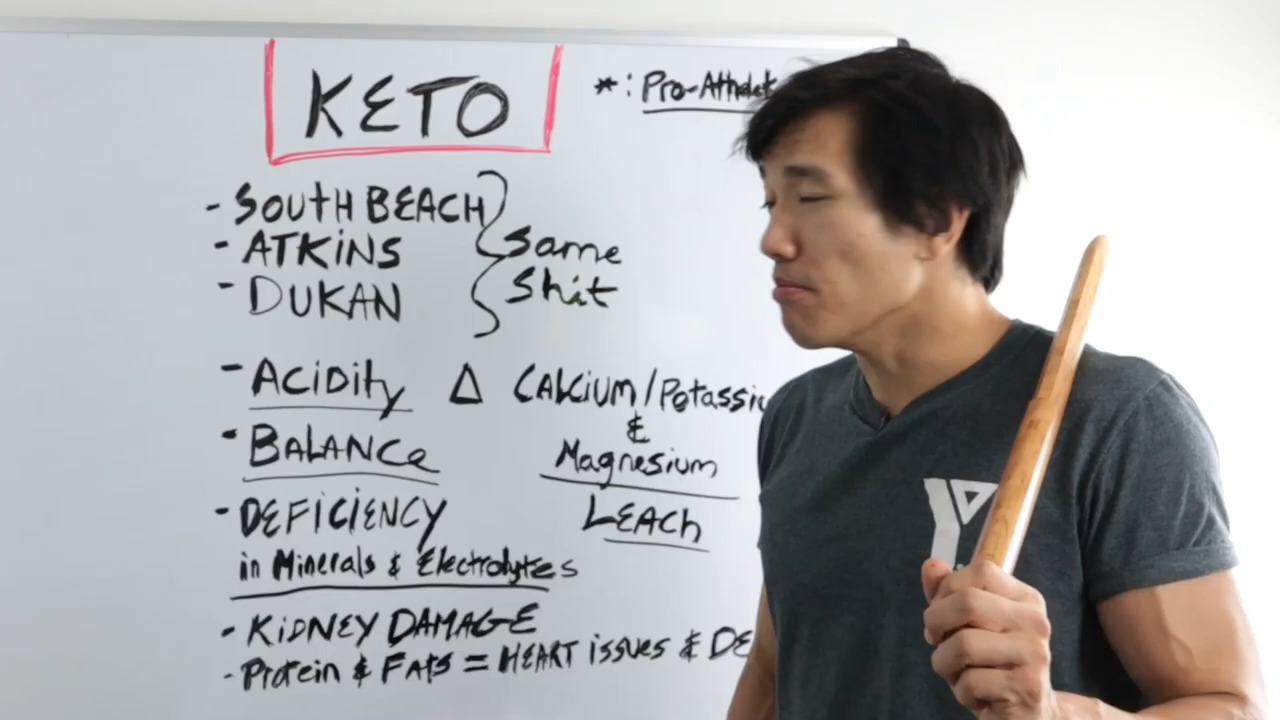 KETO
*: Pro-Athlet
- SOUTH BEACH
- ATKiNS
- DUKAN
Same
Shit
- Acidity Δ CALCiUM/Potassiu
&
Magnesium
- BALANCe
LEACh
- DEFiCiENCY
in Minerals & Electrolytes
- KiDNEY DAMAGE
- Protein & FAts = HEART issues & DE
Y